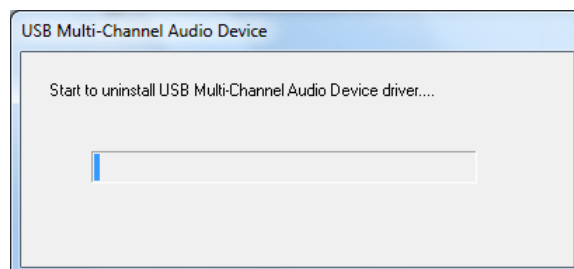 USB Multi-Channel Audio Device
Start to uninstall USB Multi-Channel Audio Device driver....